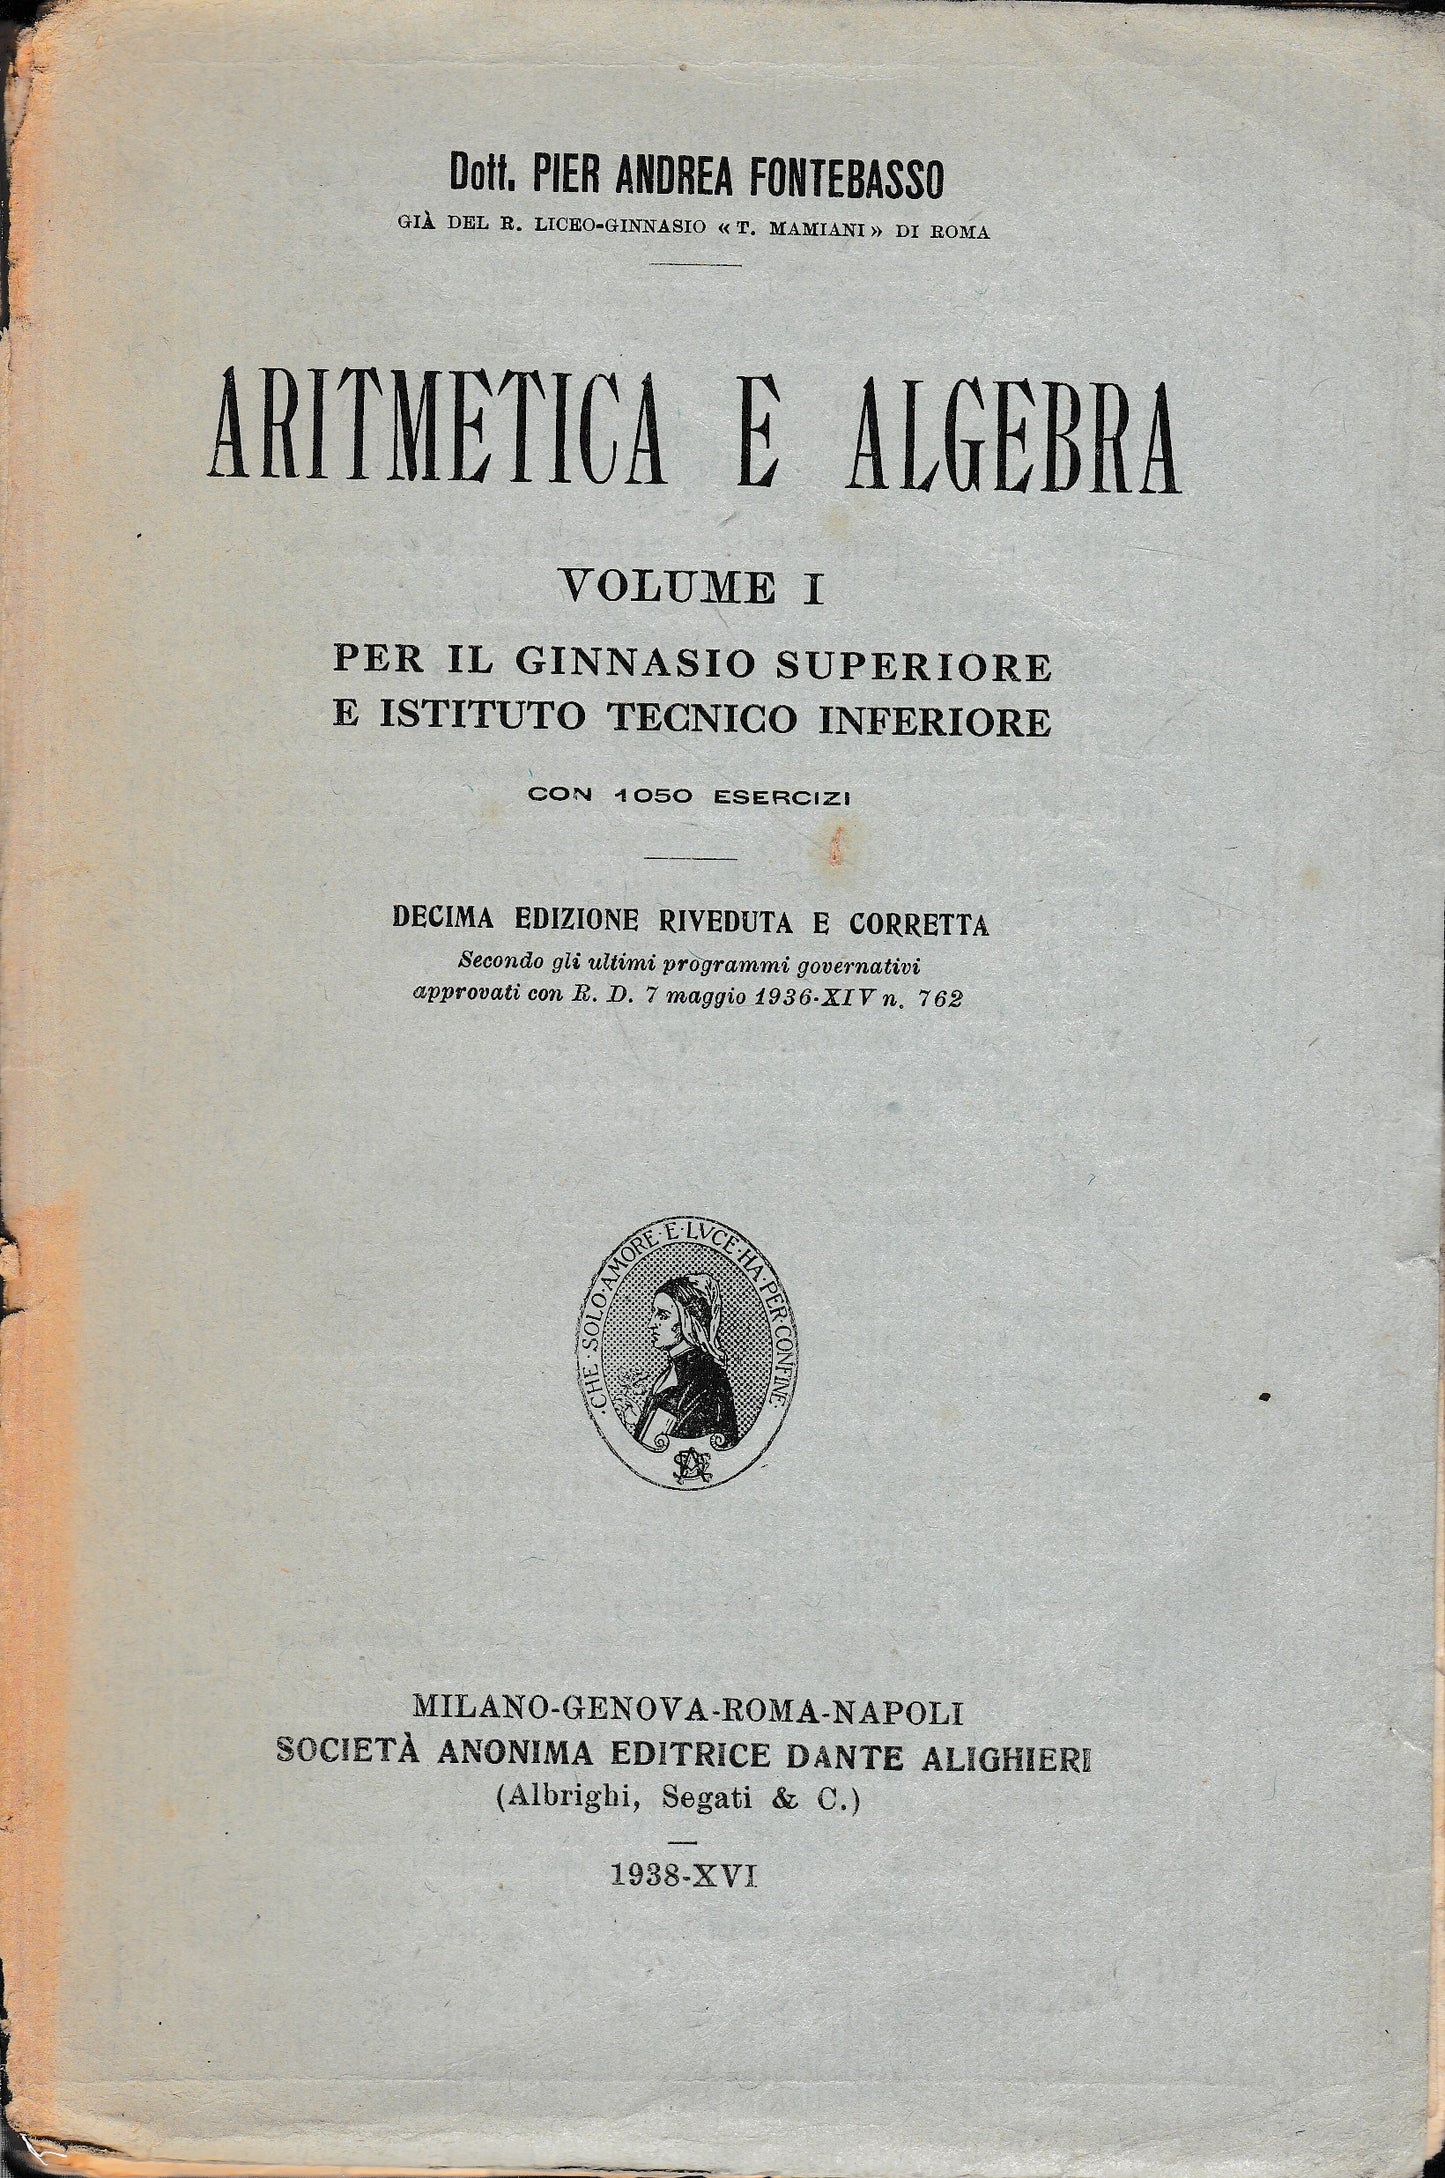 Dott. PIER ANDREA FONTEBASSO
GIÀ DEL R. LICEO-GINNASIO « T. MAMIANI » DI ROMA
ARITMETICA E ALGEBRA
VOLUME I
PER IL GINNASIO SUPERIORE
E ISTITUTO TECNICO INFERIORE
CON 1050 ESERCIZI
DECIMA EDIZIONE RIVEDUTA E CORRETTA
Secondo gli ultimi programmi governativi
approvati con R. D. 7 maggio 1936-XIV n. 762
·CHE·SOLO·AMORE·E·LVCE·HA·PER·CONFINE·
MILANO-GENOVA-ROMA-NAPOLI
SOCIETÀ ANONIMA EDITRICE DANTE ALIGHIERI
(Albrighi, Segati & C.)
1938-XVI